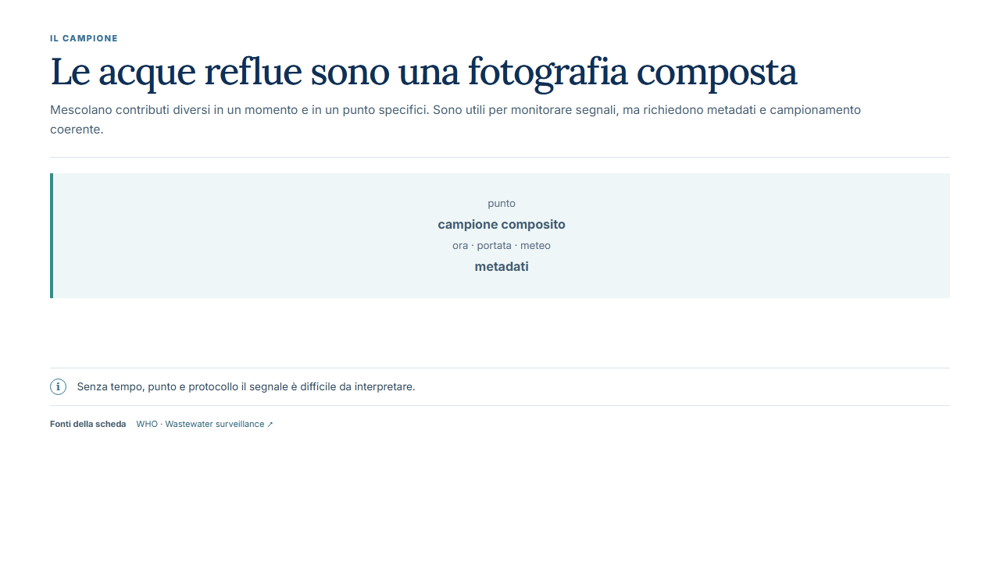 IL CAMPIONE
Le acque reflue sono una fotografia composta
Mescolano contributi diversi in un momento e in un punto specifici. Sono utili per monitorare segnali, ma richiedono metadati e campionamento
coerente.
punto
campione composito
ora · portata · meteo
metadati
i Senza tempo, punto e protocollo il segnale è difficile da interpretare.
Fonti della scheda WHO · Wastewater surveillance ↗